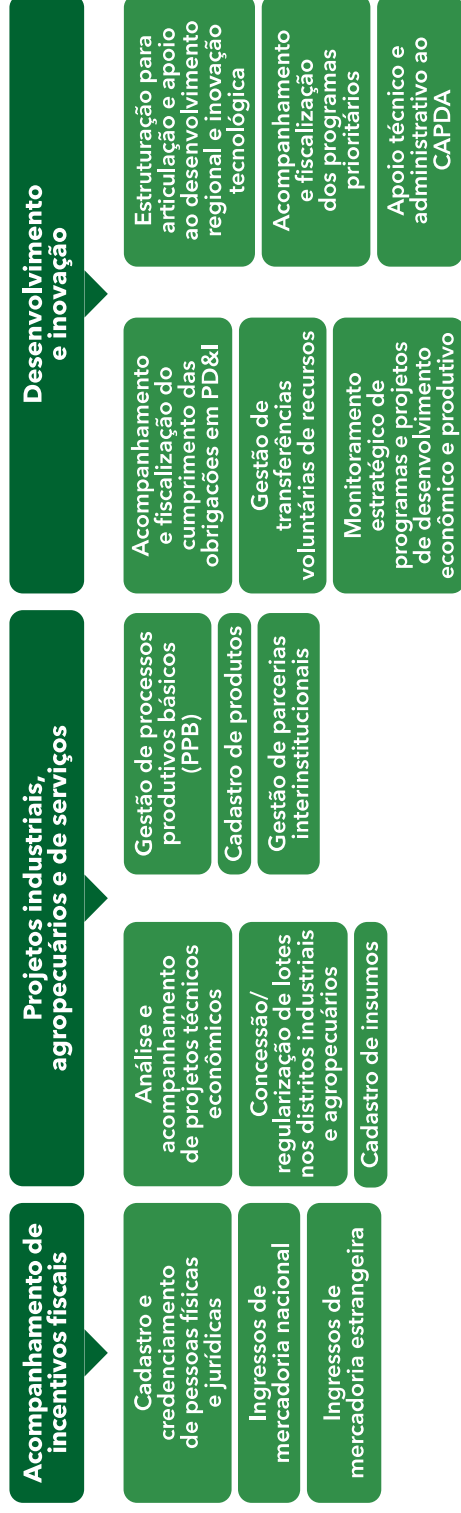 Acompanhamento de
incentivos fiscais
Cadastro e
credenciamento
de pessoas físicas
e jurídicas
Ingressos de
mercadoria nacional
Ingressos de
mercadoria estrangeira
Projetos industriais,
agropecuários e de serviços
Análise e
acompanhamento
de projetos técnicos
econômicos
Concessão/
regularização de lotes
nos distritos industriais
e agropecuários
Cadastro de insumos
Gestão de processos
produtivos básicos
(PPB)
Cadastro de produtos
Gestão de parcerias
interinstitucionais
Desenvolvimento
e inovação
Acompanhamento
e fiscalização do
cumprimento das
obrigações em PD&I
Gestão de
transferências
voluntárias de recursos
Monitoramento
estratégico de
programas e projetos
de desenvolvimento
econômico e produtivo
Estruturação para
articulação e apoio
ao desenvolvimento
regional e inovação
tecnológica
Acompanhamento
e fiscalização
dos programas
prioritários
Apoio técnico e
administrativo ao
CAPDA